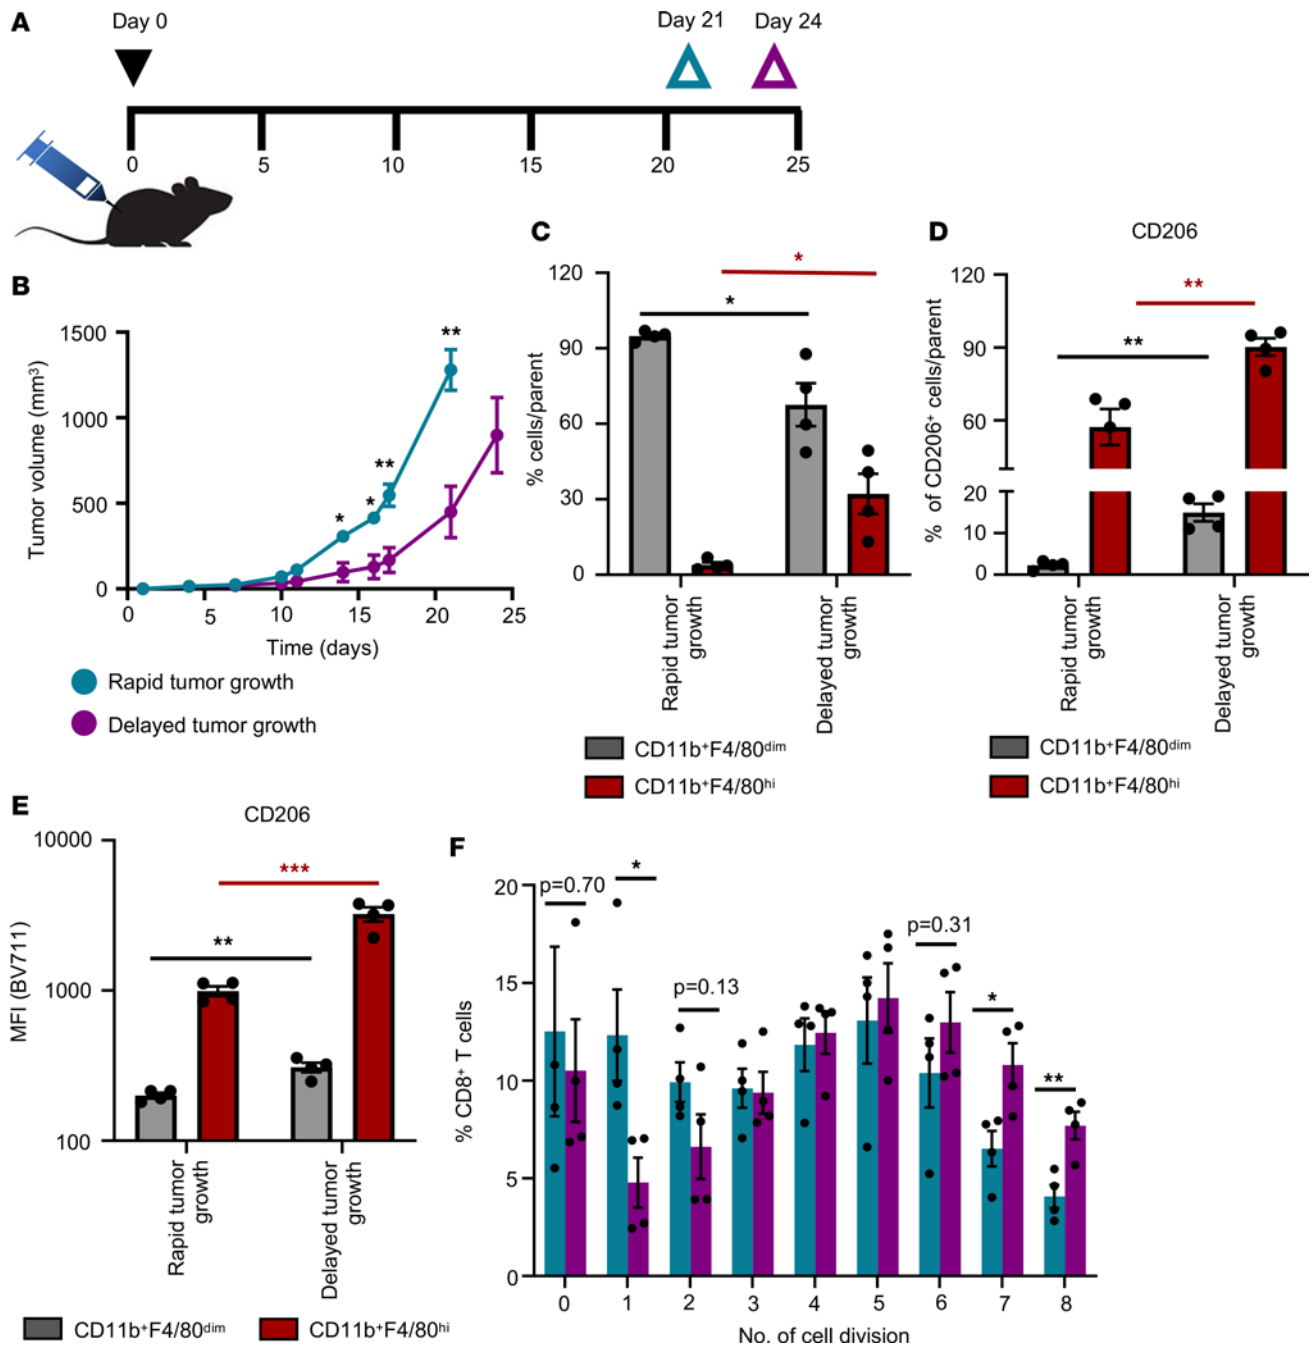 A
Day 0
Day 21
Day 24
0
5
10
15
20
25
B
Tumor volume (mm³)
1500
1000
500
0
*
*
**
**
0
5
10
15
20
25
Time (days)
Rapid tumor growth
Delayed tumor growth
C
% cells/parent
120
90
60
30
0
*
*
Rapid tumor
growth
Delayed tumor
growth
CD11b⁺F4/80ᵈⁱᵐ
CD11b⁺F4/80ʰⁱ
D
CD206
% of CD206⁺ cells/parent
120
90
60
20
10
0
**
**
Rapid tumor
growth
Delayed tumor
growth
CD11b⁺F4/80ᵈⁱᵐ
CD11b⁺F4/80ʰⁱ
E
CD206
MFI (BV711)
10000
1000
100
**
***
Rapid tumor
growth
Delayed tumor
growth
CD11b⁺F4/80ᵈⁱᵐ
CD11b⁺F4/80ʰⁱ
F
% CD8⁺ T cells
20
15
10
5
0
p=0.70
*
p=0.13
p=0.31
*
**
0
1
2
3
4
5
6
7
8
No. of cell division